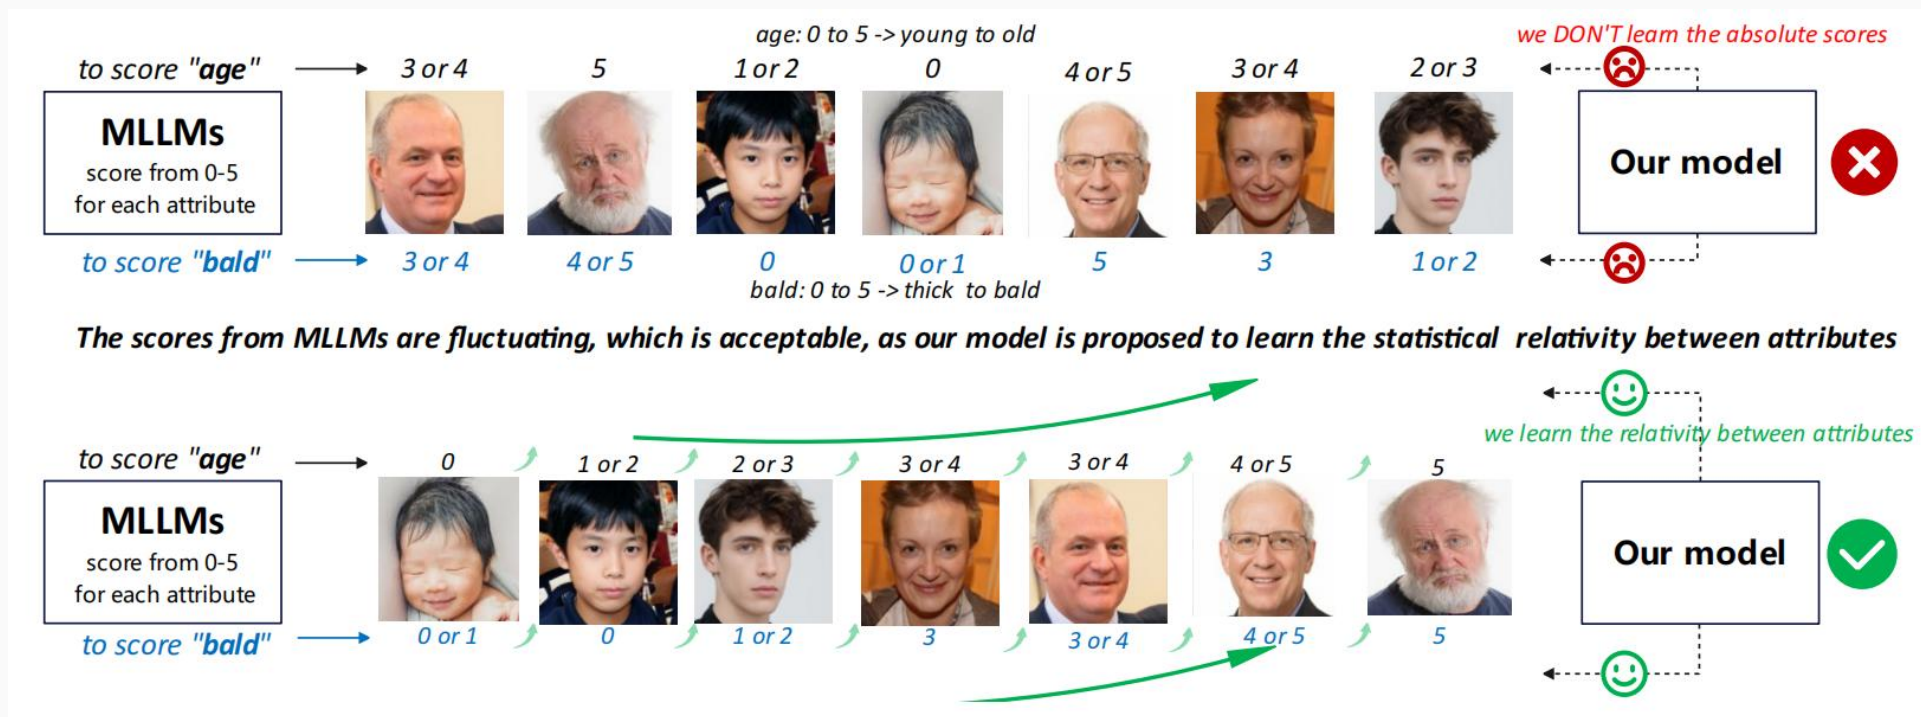 age: 0 to 5 -> young to old
we DON'T learn the absolute scores
to score "age"
3 or 4
5
1 or 2
0
4 or 5
3 or 4
2 or 3
MLLMs
score from 0-5
for each attribute
Our model
to score "bald"
3 or 4
4 or 5
0
0 or 1
5
3
1 or 2
bald: 0 to 5 -> thick to bald
The scores from MLLMs are fluctuating, which is acceptable, as our model is proposed to learn the statistical relativity between attributes
we learn the relativity between attributes
to score "age"
0
1 or 2
2 or 3
3 or 4
3 or 4
4 or 5
5
MLLMs
score from 0-5
for each attribute
Our model
to score "bald"
0 or 1
0
1 or 2
3
3 or 4
4 or 5
5